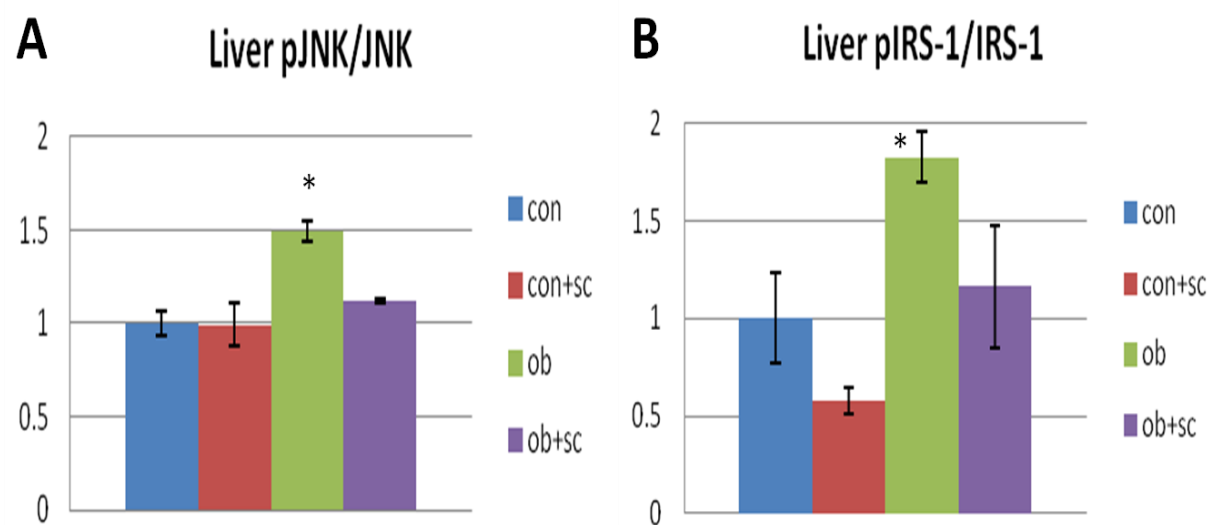 A
Liver pJNK/JNK
2
1.5
1
0.5
0
*
con
con+sc
ob
ob+sc
B
Liver pIRS-1/IRS-1
2
1.5
1
0.5
0
*
con
con+sc
ob
ob+sc